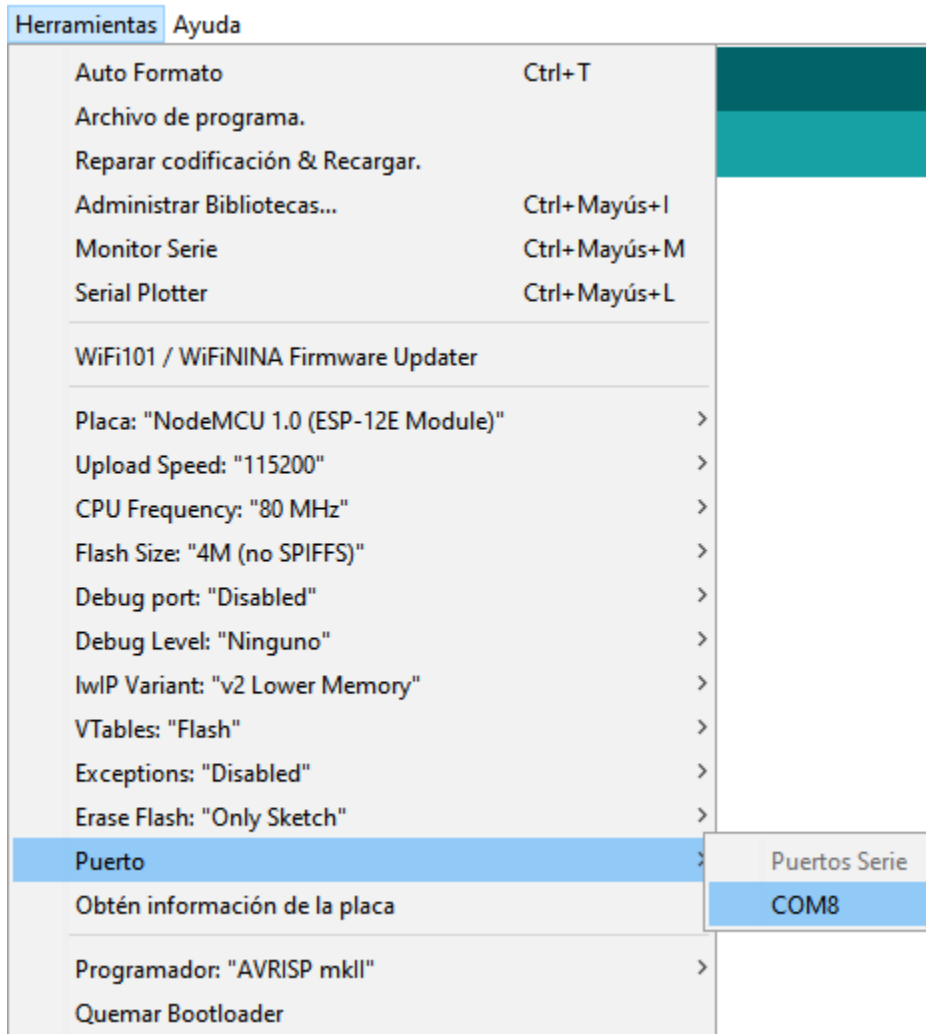 Herramientas Ayuda
Auto Formato Ctrl+T
Archivo de programa.
Reparar codificación & Recargar.
Administrar Bibliotecas... Ctrl+Mayús+I
Monitor Serie Ctrl+Mayús+M
Serial Plotter Ctrl+Mayús+L
WiFi101 / WiFiNINA Firmware Updater
Placa: "NodeMCU 1.0 (ESP-12E Module)"
Upload Speed: "115200"
CPU Frequency: "80 MHz"
Flash Size: "4M (no SPIFFS)"
Debug port: "Disabled"
Debug Level: "Ninguno"
lwIP Variant: "v2 Lower Memory"
VTables: "Flash"
Exceptions: "Disabled"
Erase Flash: "Only Sketch"
Puerto Puertos Serie
Obtén información de la placa COM8
Programador: "AVRISP mkII"
Quemar Bootloader